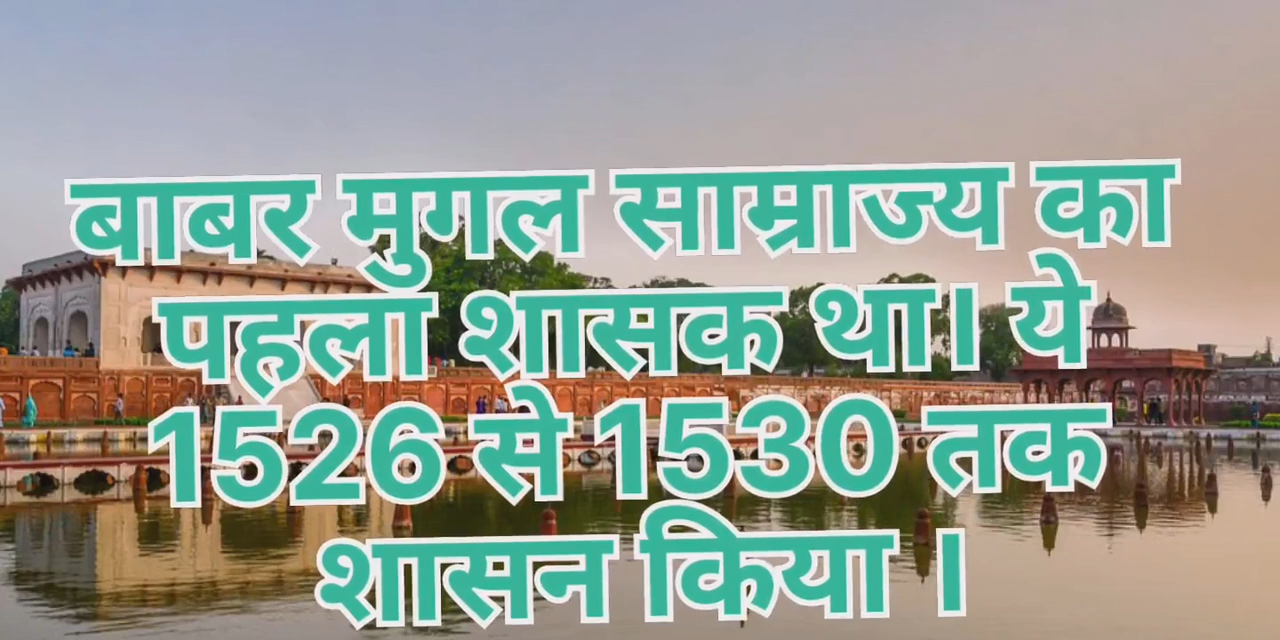 बाबर मुगल साम्राज्य का
पहला शासक था। ये
1526 से 1530 तक
शासन किया ।